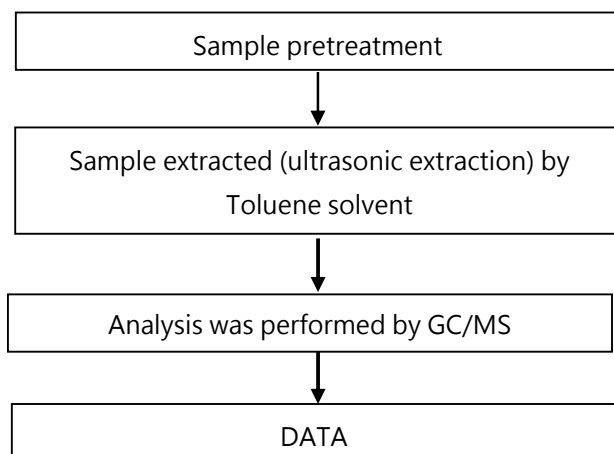 Sample pretreatment
Sample extracted (ultrasonic extraction) by
Toluene solvent
Analysis was performed by GC/MS
DATA